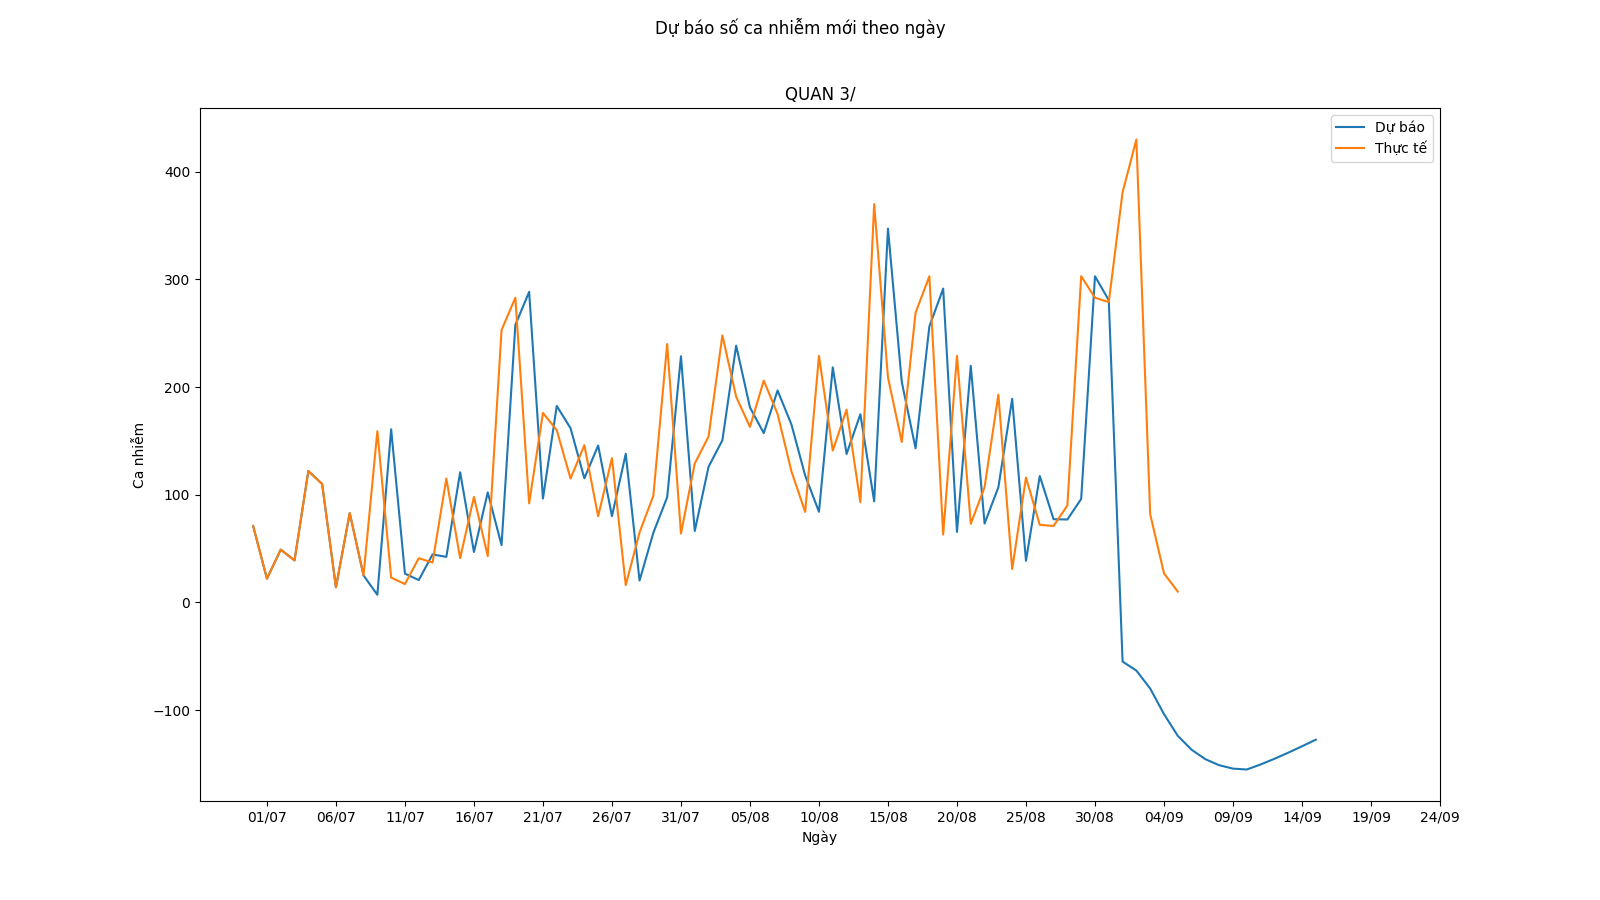 Dự báo số ca nhiễm mới theo ngày
QUAN 3/
Dự báo
Thực tế
400
300
200
100
0
−100
Ca nhiễm
01/07 06/07 11/07 16/07 21/07 26/07 31/07 05/08 10/08 15/08 20/08 25/08 30/08 04/09 09/09 14/09 19/09 24/09
Ngày